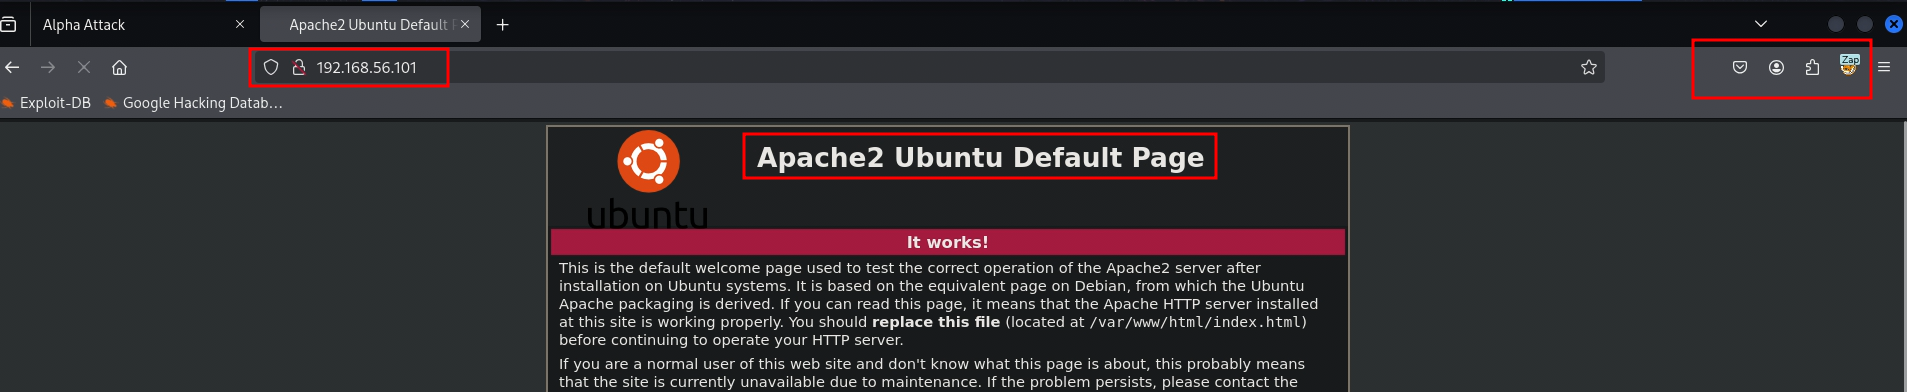 Alpha Attack
Apache2 Ubuntu Default
192.168.56.101
Zap
Exploit-DB
Google Hacking Datab…
Apache2 Ubuntu Default Page
ubuntu
It works!
This is the default welcome page used to test the correct operation of the Apache2 server after
installation on Ubuntu systems. It is based on the equivalent page on Debian, from which the Ubuntu
Apache packaging is derived. If you can read this page, it means that the Apache HTTP server installed
at this site is working properly. You should replace this file (located at /var/www/html/index.html)
before continuing to operate your HTTP server.
If you are a normal user of this web site and don't know what this page is about, this probably means
that the site is currently unavailable due to maintenance. If the problem persists, please contact the